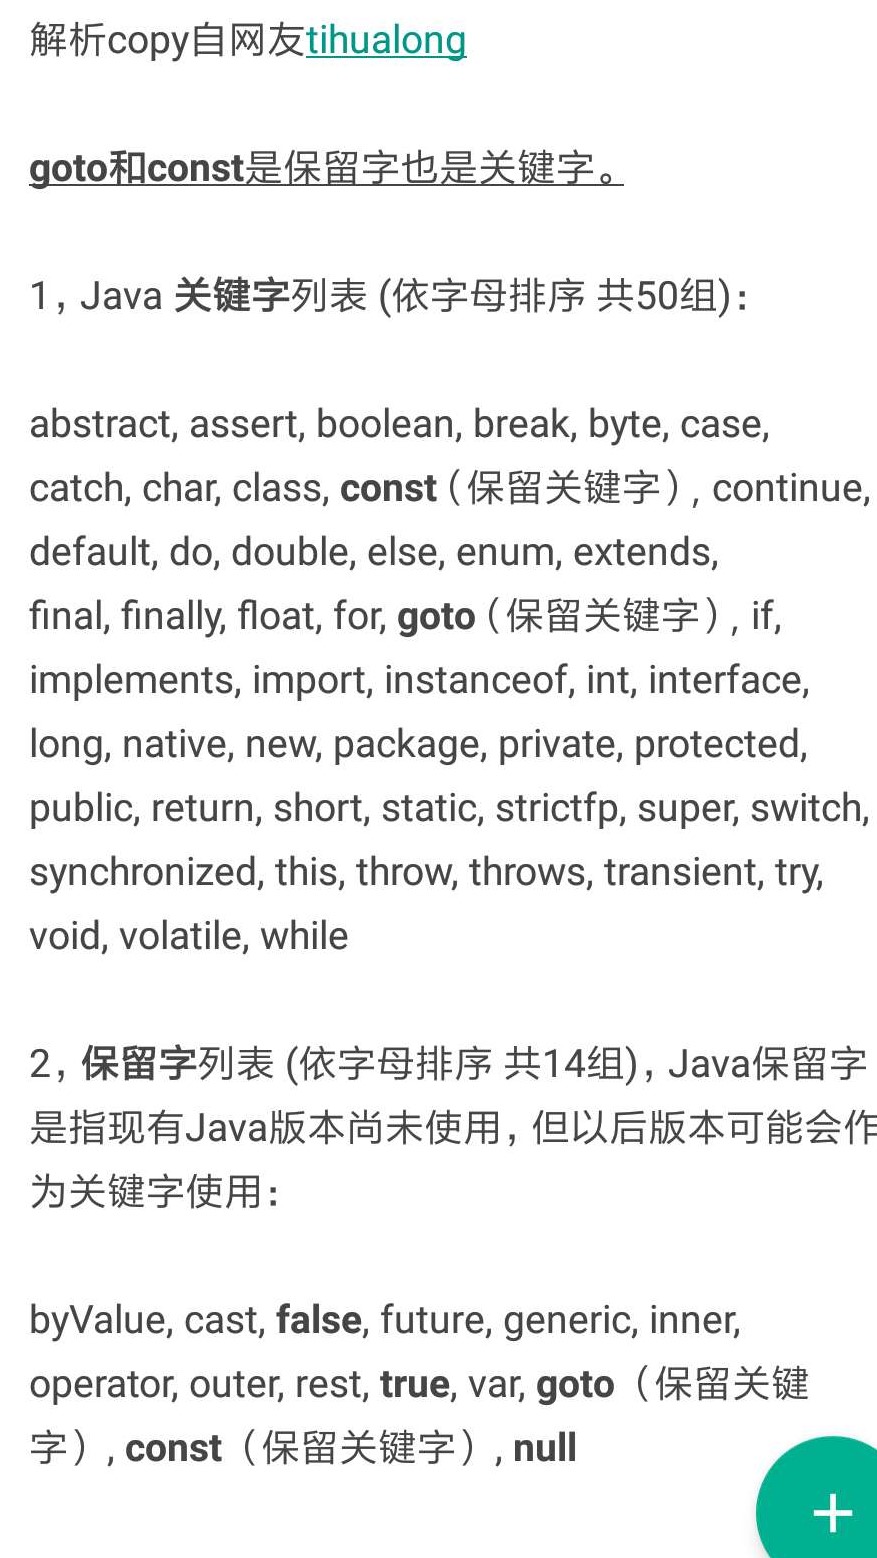 解析copy自网友tihualong
goto和const是保留字也是关键字。
1，Java 关键字列表 (依字母排序 共50组)：
abstract, assert, boolean, break, byte, case,
catch, char, class, const（保留关键字）, continue,
default, do, double, else, enum, extends,
final, finally, float, for, goto（保留关键字）, if,
implements, import, instanceof, int, interface,
long, native, new, package, private, protected,
public, return, short, static, strictfp, super, switch,
synchronized, this, throw, throws, transient, try,
void, volatile, while
2，保留字列表 (依字母排序 共14组)，Java保留字
是指现有Java版本尚未使用，但以后版本可能会作
为关键字使用：
byValue, cast, false, future, generic, inner,
operator, outer, rest, true, var, goto（保留关键
字）, const（保留关键字）, null